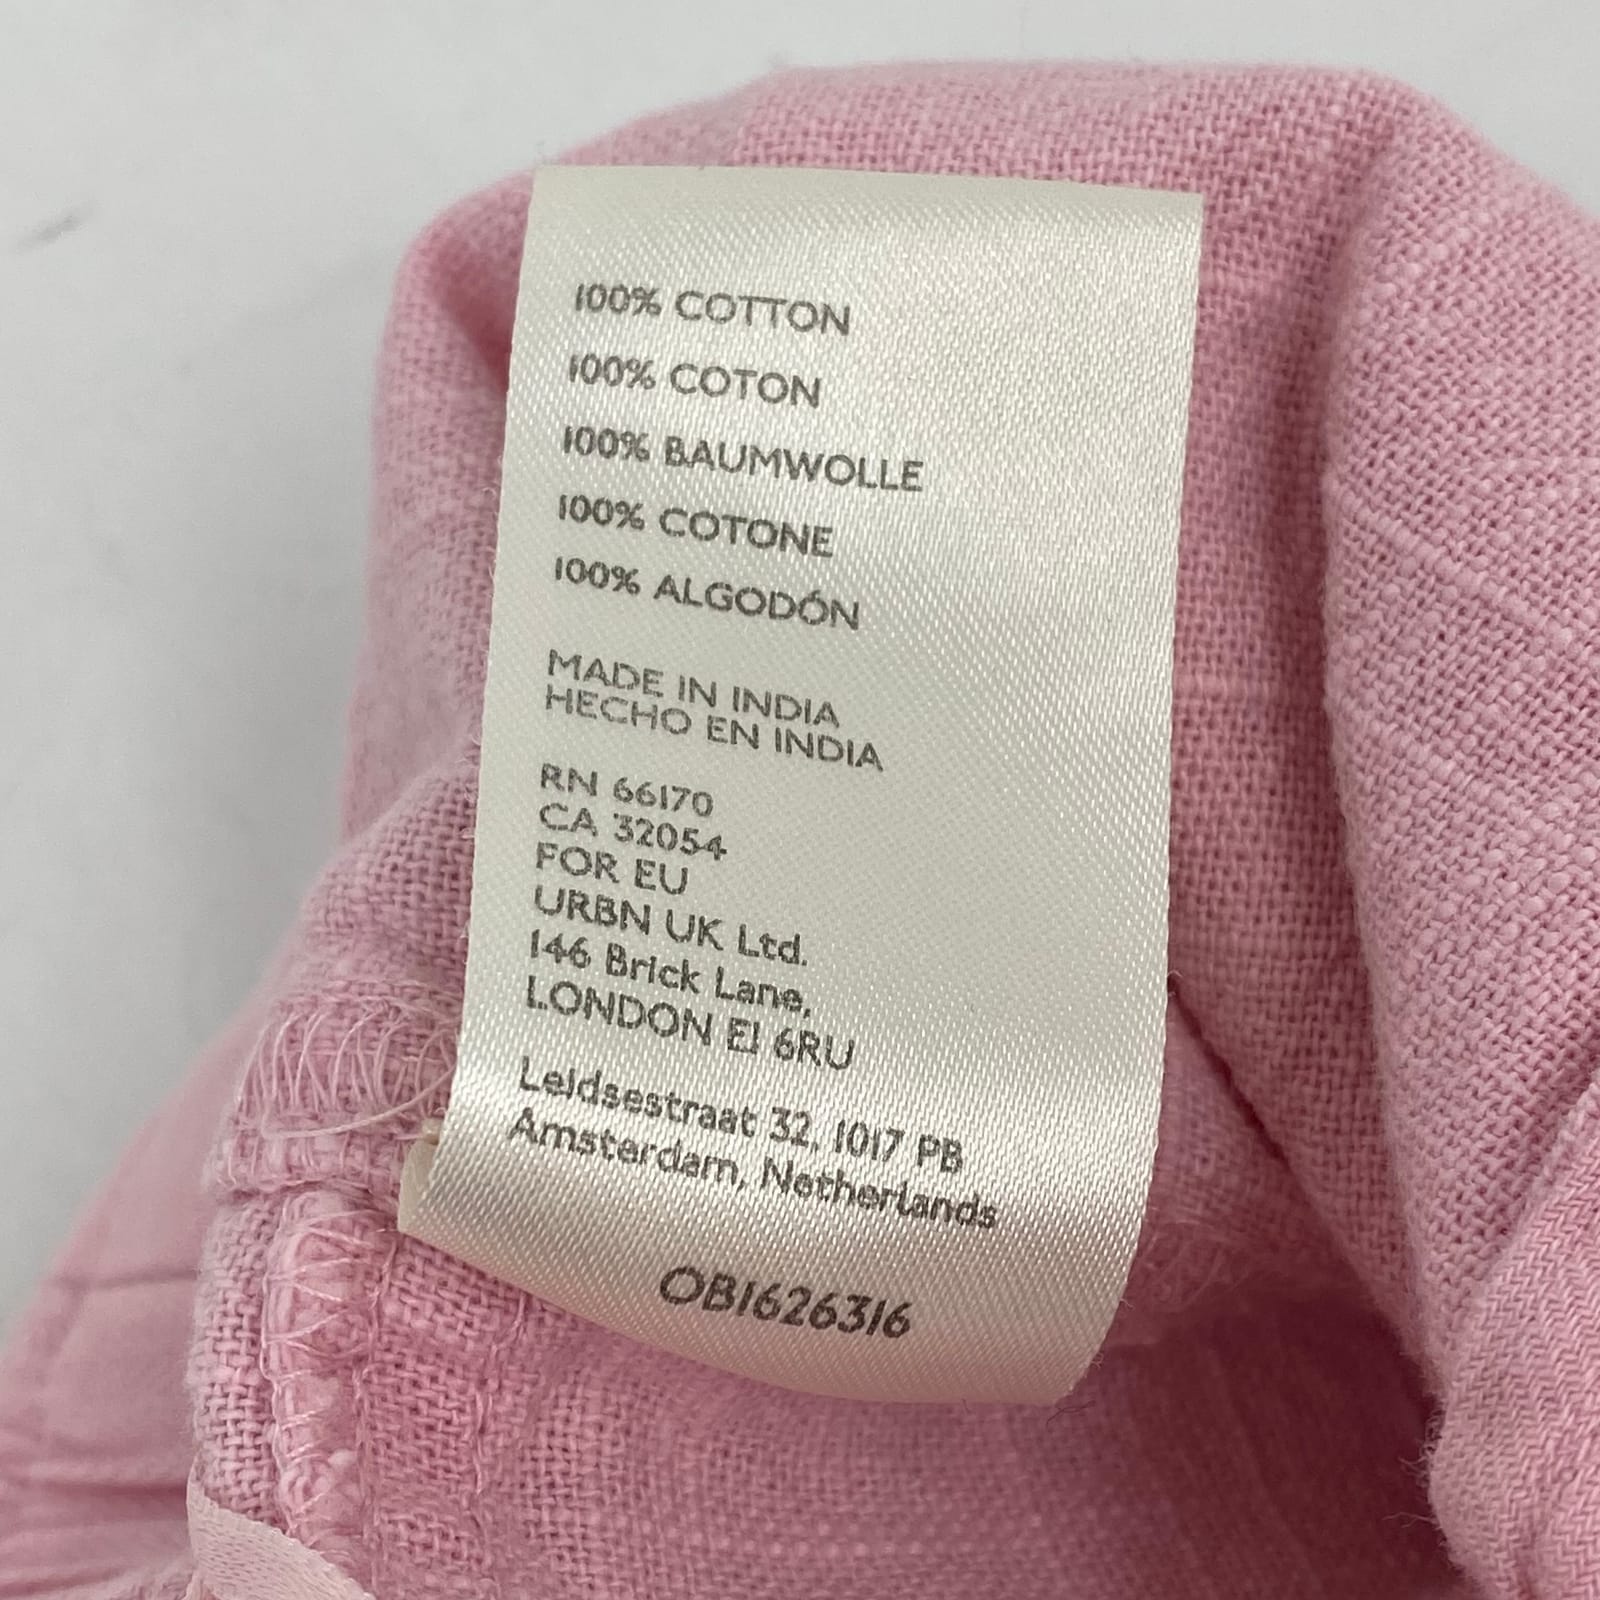 100% COTTON
100% COTON
100% BAUMWOLLE
100% COTONE
100% ALGODÓN
MADE IN INDIA
HECHO EN INDIA
RN 66170
CA 32054
FOR EU
URBN UK Ltd.
146 Brick Lane,
LONDON E1 6RU
Leidsestraat 32, 1017 PB
Amsterdam, Netherlands
OB1626316